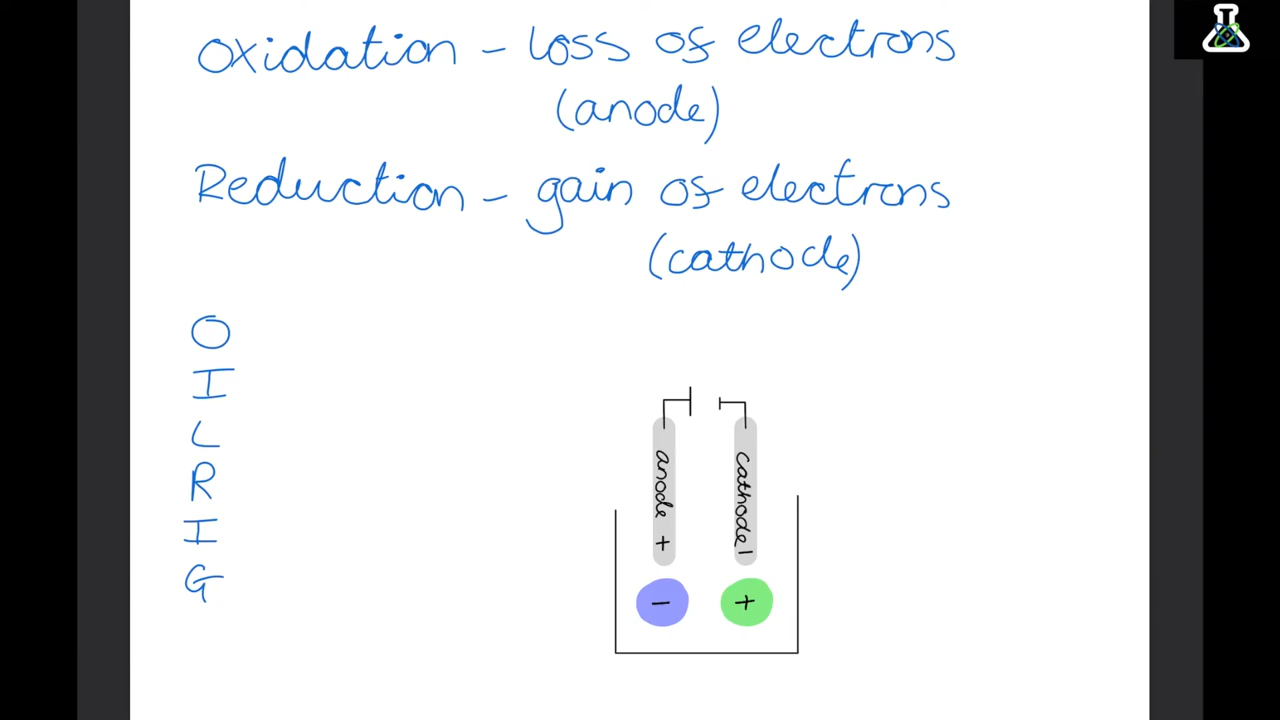 Oxidation - loss of electrons
(anode)
Reduction - gain of electrons
(cathode)
O
I
L
R
I
G
anode +
cathode -
-
+